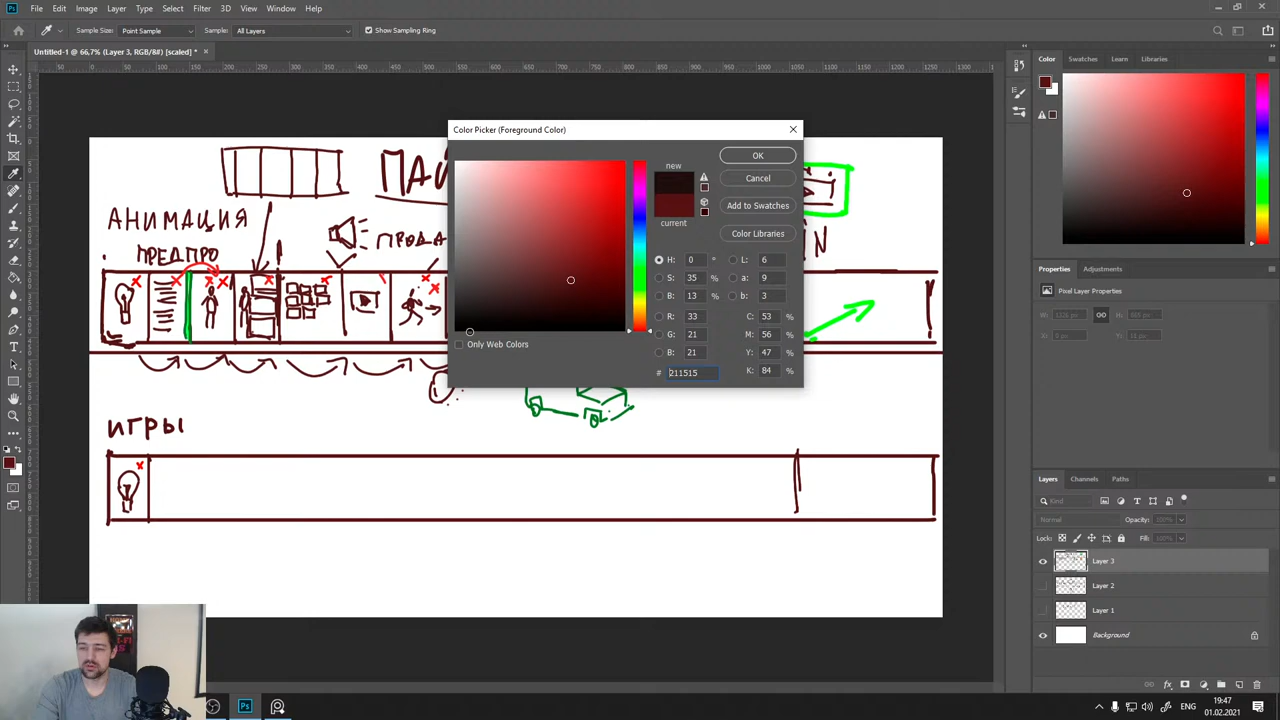 File Edit Image Layer Type Select Filter 3D View Window Help
Sample Size: Point Sample Sample: All Layers Show Sampling Ring
Untitled-1 @ 66,7% (Layer 3, RGB/8#) [scaled] *
Color Swatches Learn Libraries
Color Picker (Foreground Color)
new
current
OK
Cancel
Add to Swatches
Color Libraries
H: 0 °
S: 35 %
B: 13 %
R: 33
G: 21
B: 21
# 211515
L: 6
a: 9
b: 3
C: 53 %
M: 56 %
Y: 47 %
K: 84 %
Only Web Colors
ПАЙ
АНИМАЦИЯ
ПРЕДПРО
ПРОДА
N
ИГРЫ
Properties Adjustments
Pixel Layer Properties
Layers Channels Paths
Kind
Normal Opacity: 100%
Lock: Fill: 100%
Layer 3
Layer 2
Layer 1
Background
ENG
19:47
01.02.2021